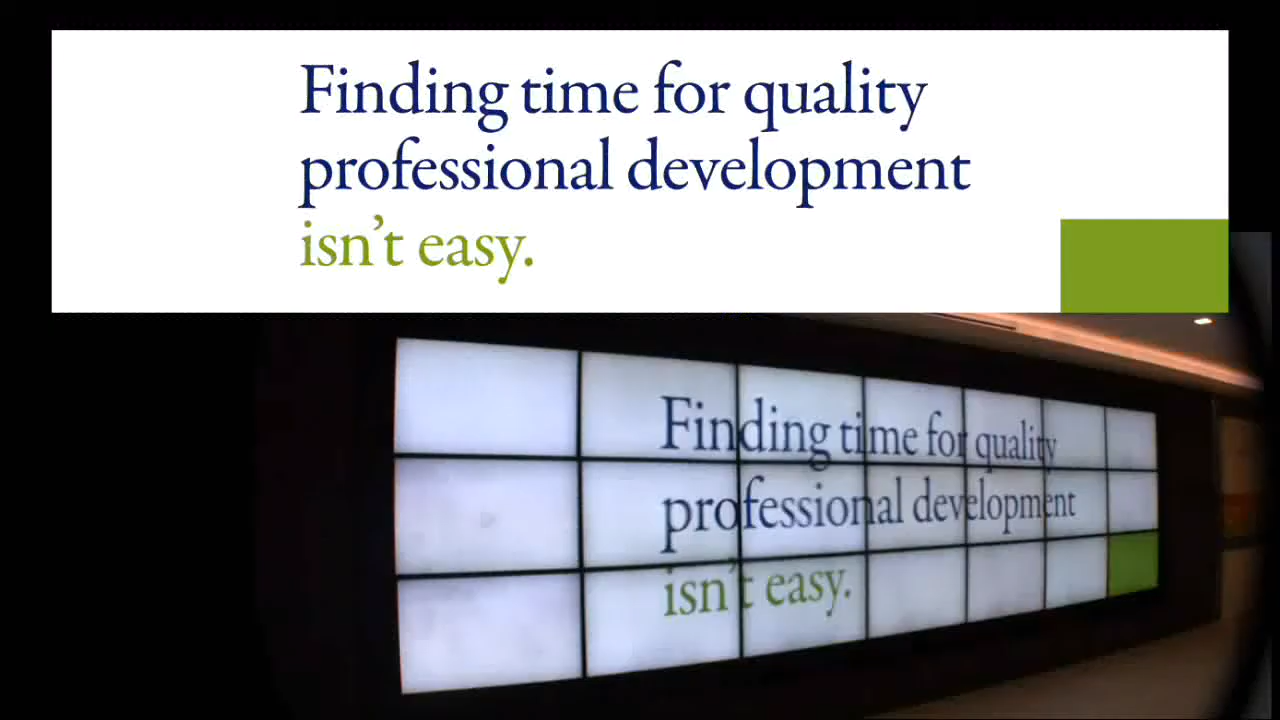 Finding time for quality
professional development
isn’t easy.
Finding time for quality
professional development
isn’t easy.